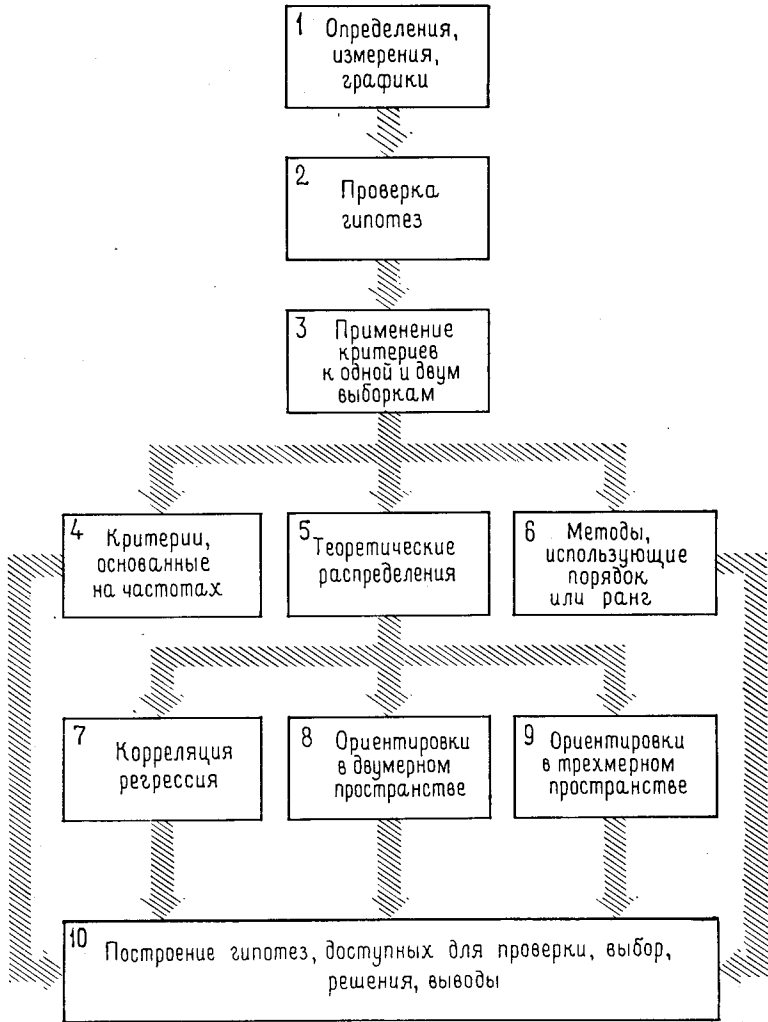 1 Определения,
измерения,
графики
2
Проверка
гипотез
3 Применение
критериев
к одной и двум
выборкам
4
Критерии,
основанные
на частотах
5
Теоретические
распределения
6 Методы,
использующие
порядок
или ранг
7
Корреляция
регрессия
8 Ориентировки
в двумерном
пространстве
9 Ориентировки
в трехмерном
пространстве
10
Построение гипотез, доступных для проверки, выбор,
решения, выводы